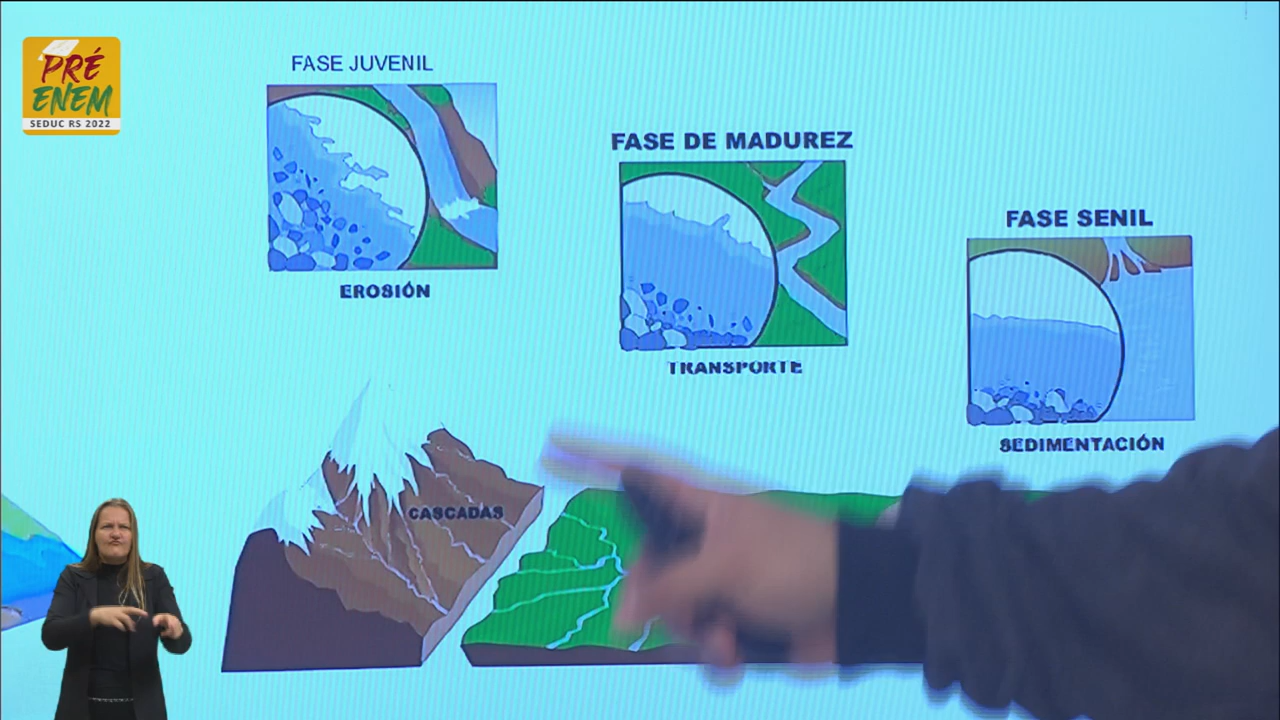 PRÉ
ENEM
SEDUC RS 2022
FASE JUVENIL
EROSIÓN
FASE DE MADUREZ
TRANSPORTE
FASE SENIL
SEDIMENTACIÓN
CASCADAS